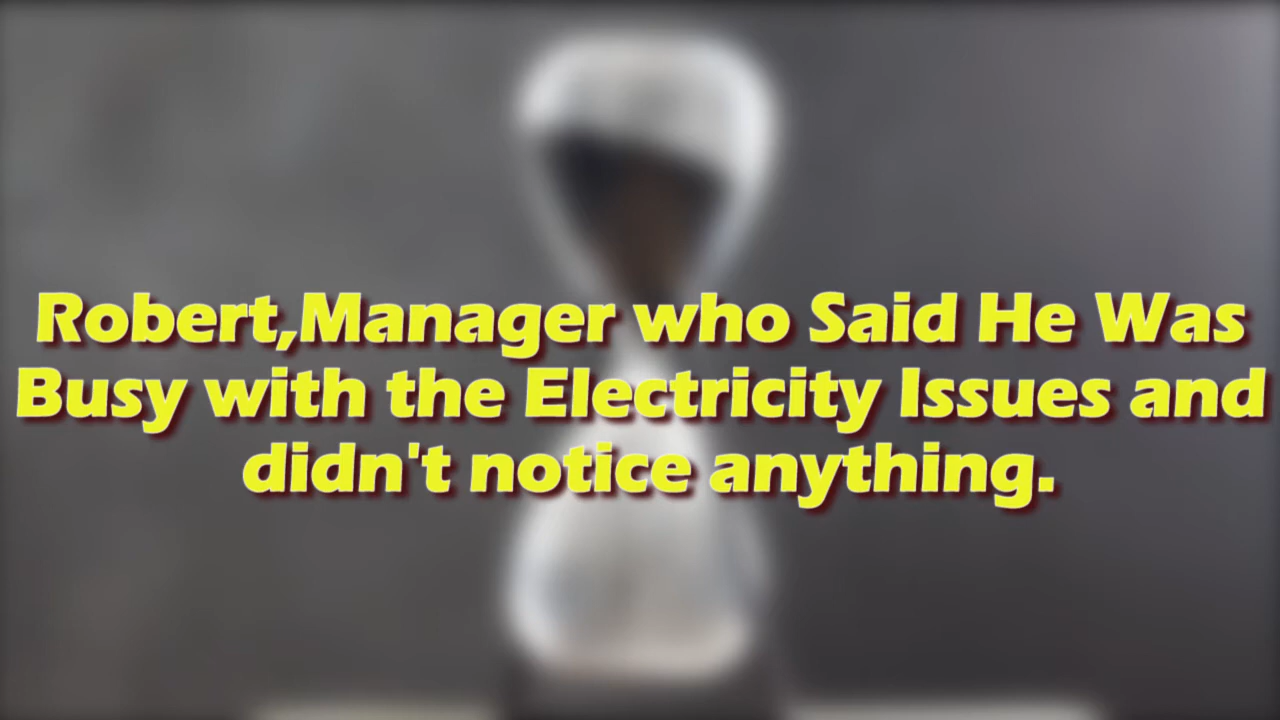 Robert,Manager who Said He Was
Busy with the Electricity Issues and
didn't notice anything.